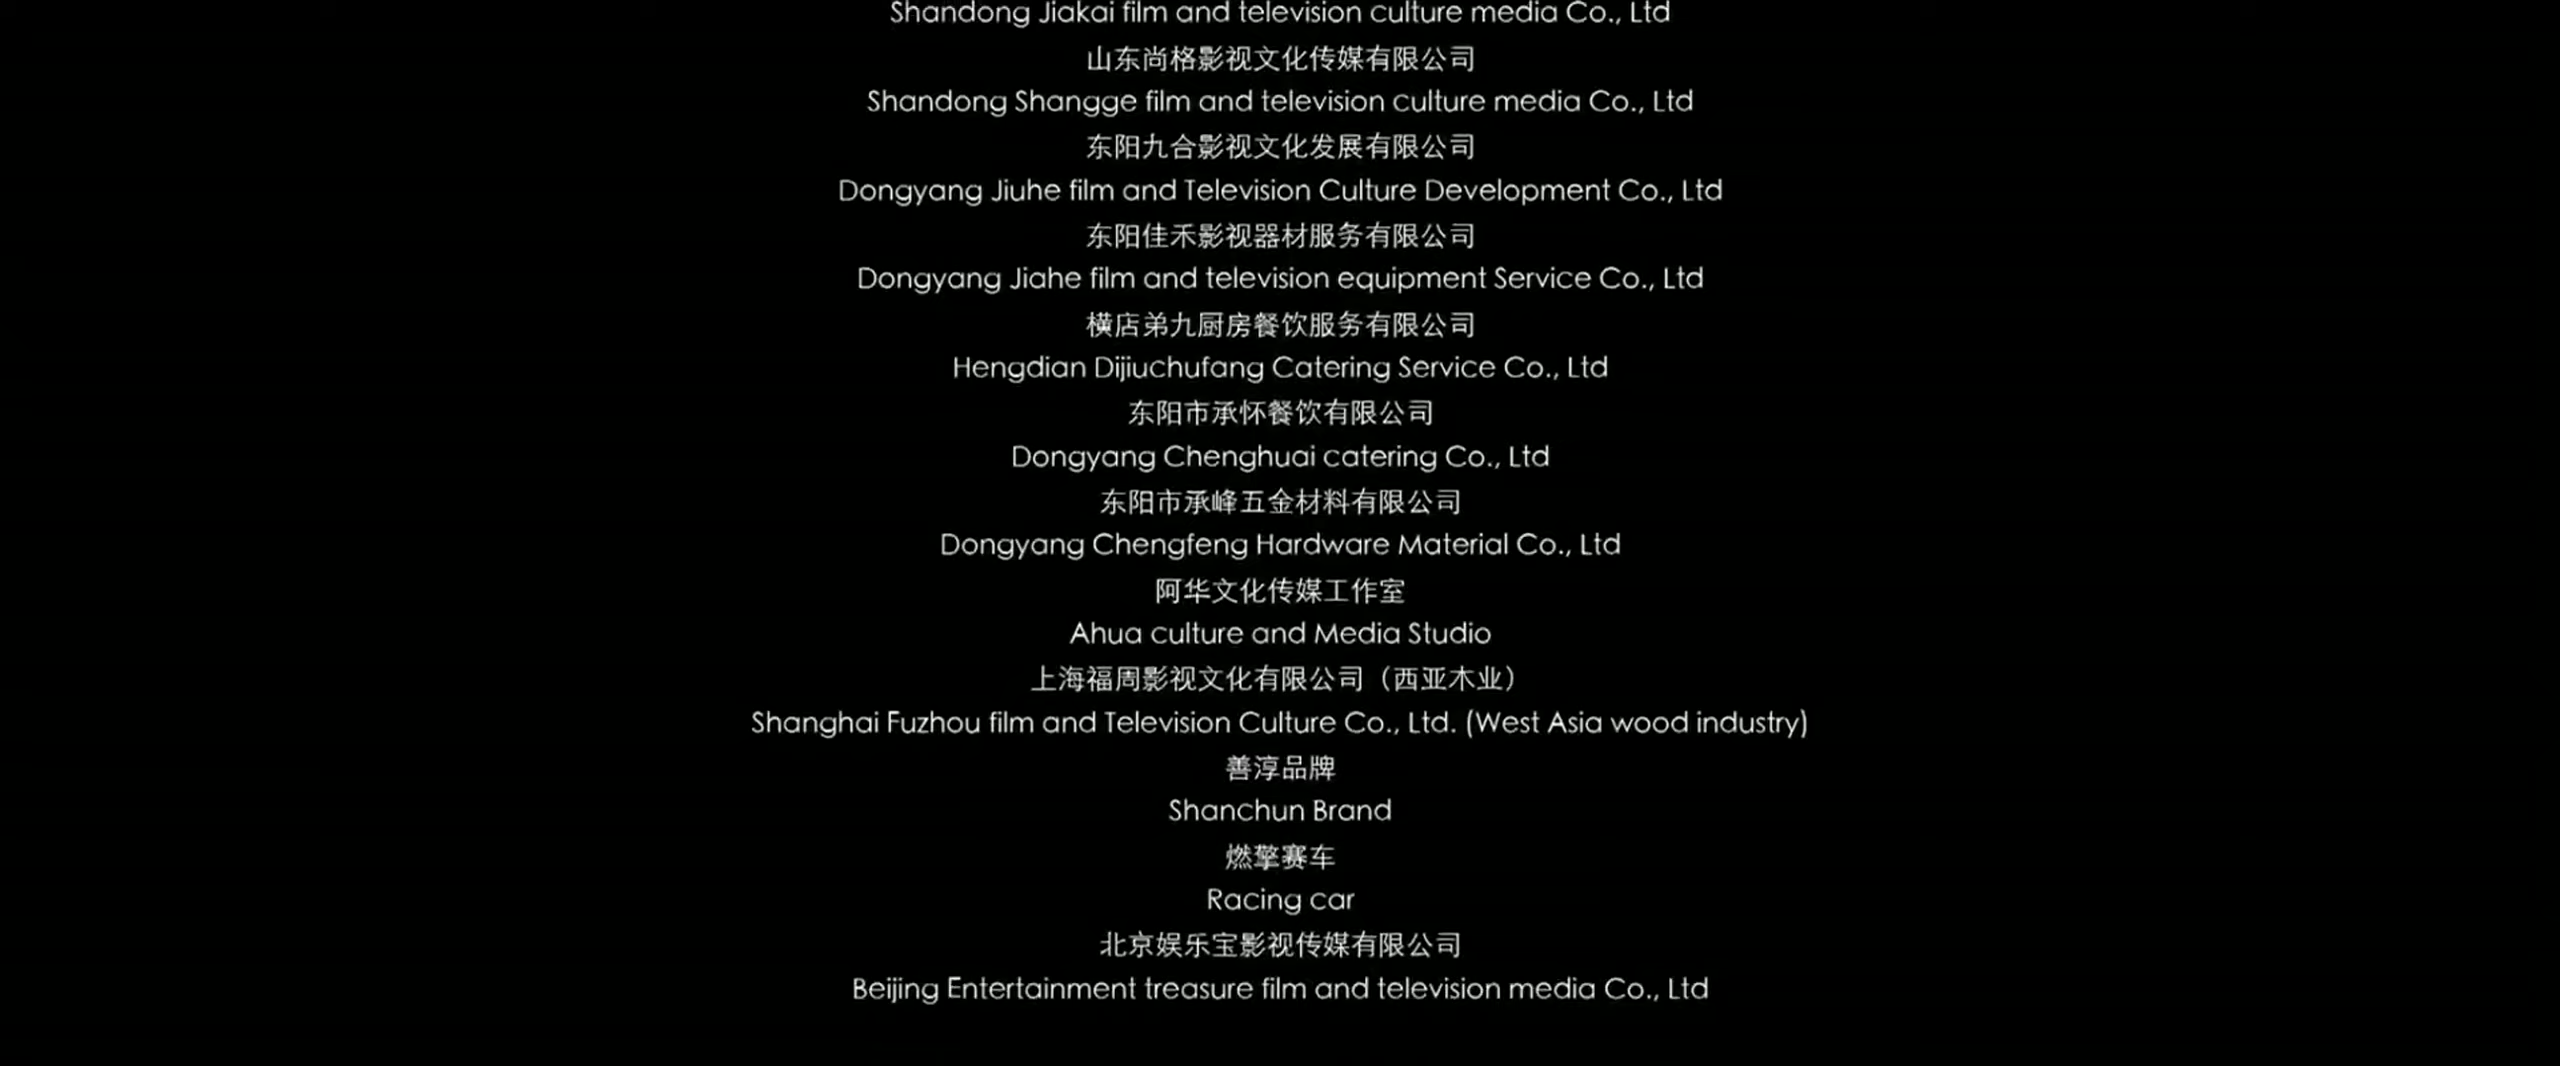 Shandong Jiakai film and television culture media Co., Ltd
山东尚格影视文化传媒有限公司
Shandong Shangge film and television culture media Co., Ltd
东阳九合影视文化发展有限公司
Dongyang Jiuhe film and Television Culture Development Co., Ltd
东阳佳禾影视器材服务有限公司
Dongyang Jiahe film and television equipment Service Co., Ltd
横店弟九厨房餐饮服务有限公司
Hengdian Dijiuchufang Catering Service Co., Ltd
东阳市承怀餐饮有限公司
Dongyang Chenghuai catering Co., Ltd
东阳市承峰五金材料有限公司
Dongyang Chengfeng Hardware Material Co., Ltd
阿华文化传媒工作室
Ahua culture and Media Studio
上海福周影视文化有限公司（西亚木业）
Shanghai Fuzhou film and Television Culture Co., Ltd. (West Asia wood industry)
善淳品牌
Shanchun Brand
燃擎赛车
Racing car
北京娱乐宝影视传媒有限公司
Beijing Entertainment treasure film and television media Co., Ltd